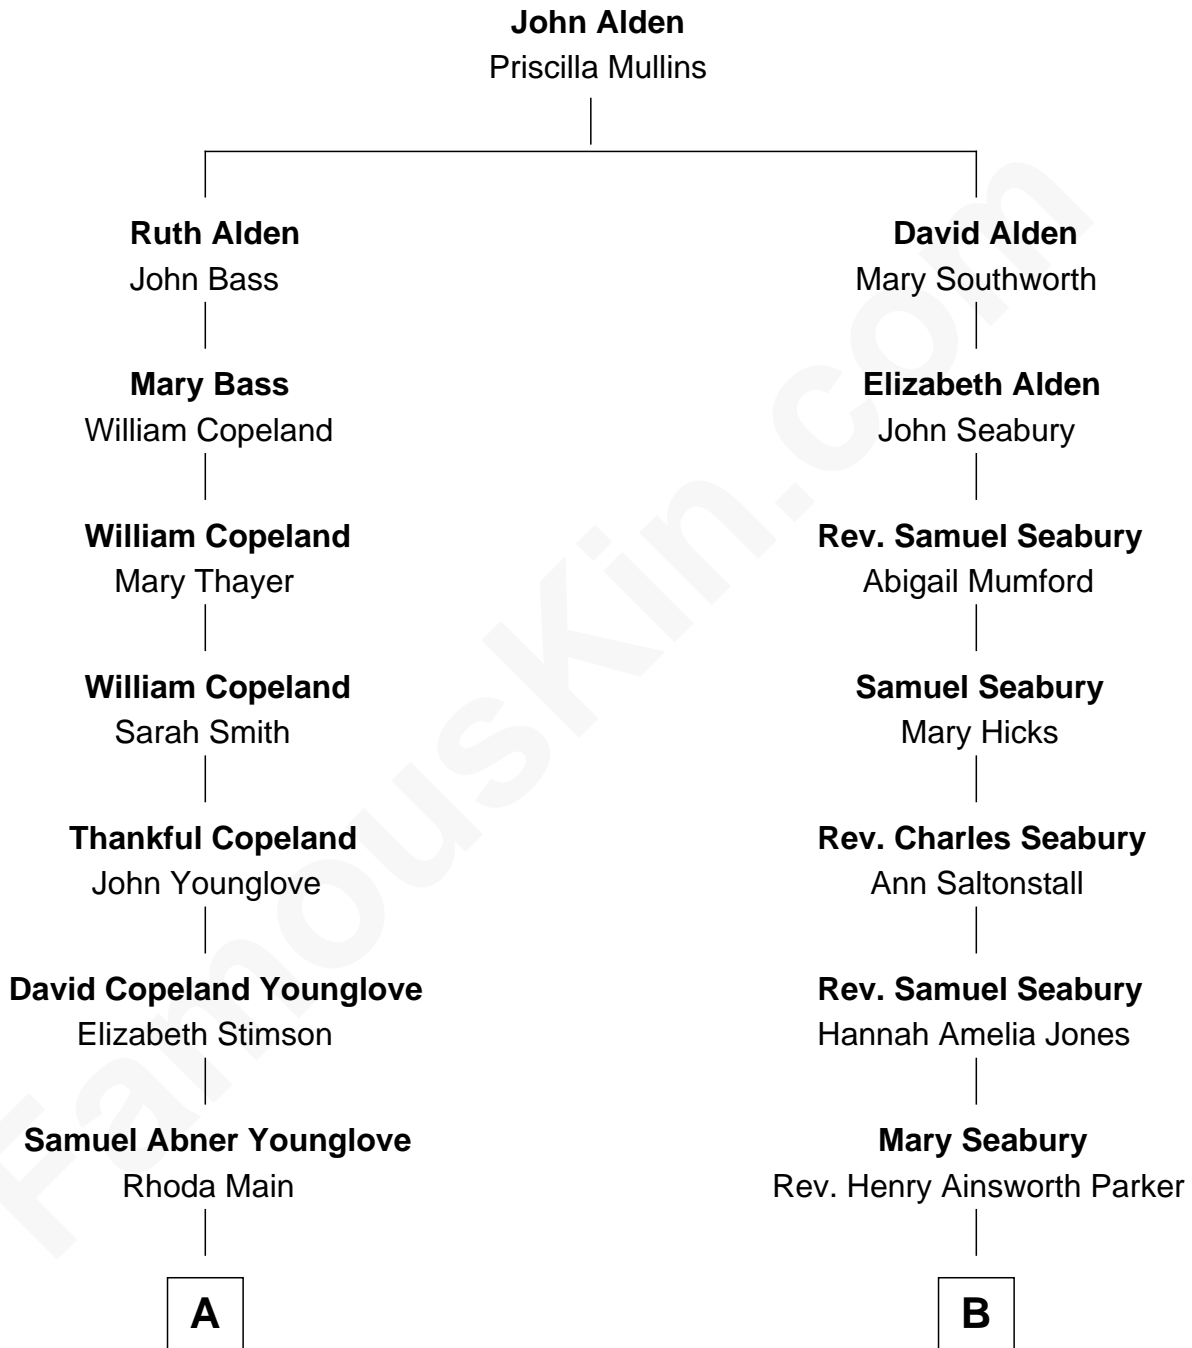 John Alden
Priscilla Mullins
Ruth Alden
John Bass
David Alden
Mary Southworth
Mary Bass
William Copeland
Elizabeth Alden
John Seabury
William Copeland
Mary Thayer
Rev. Samuel Seabury
Abigail Mumford
William Copeland
Sarah Smith
Samuel Seabury
Mary Hicks
Thankful Copeland
John Younglove
Rev. Charles Seabury
Ann Saltonstall
David Copeland Younglove
Elizabeth Stimson
Rev. Samuel Seabury
Hannah Amelia Jones
Samuel Abner Younglove
Rhoda Main
Mary Seabury
Rev. Henry Ainsworth Parker
A
B
FamousKin.com